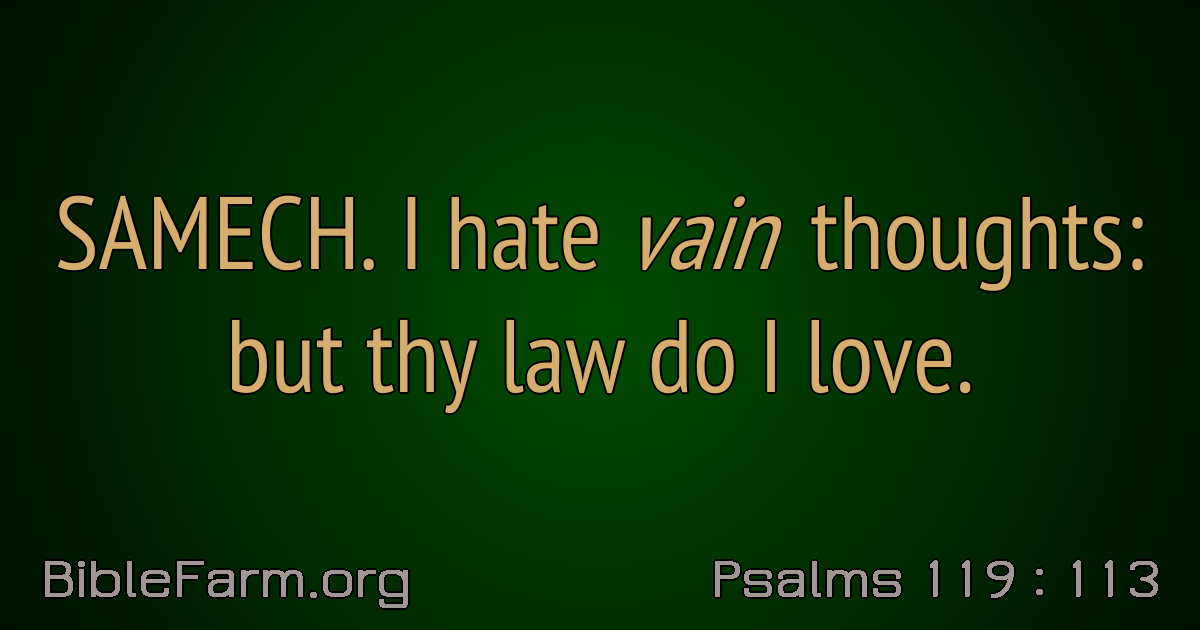 SAMECH. I hate vain thoughts:
but thy law do I love.
BibleFarm.org
Psalms 119 : 113